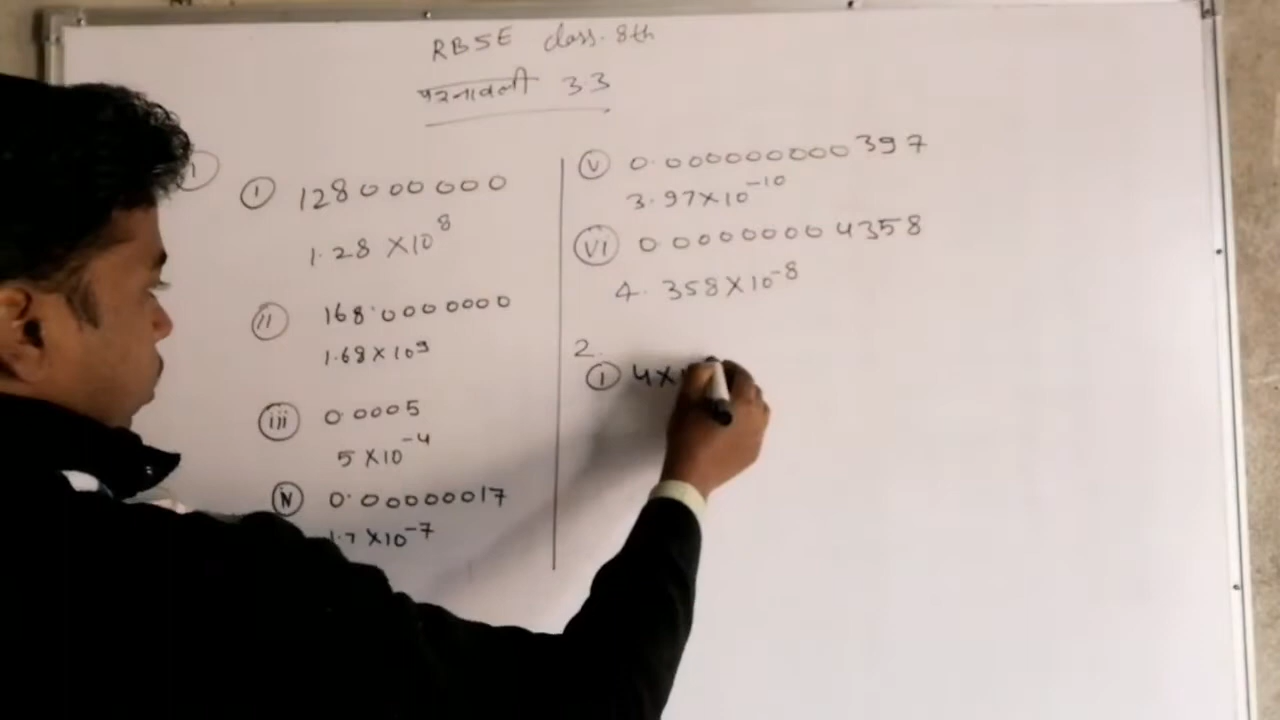 RBSE class. 8th
प्रश्नावली 3.3
1
i 128000000
1.28 × 10⁸
ii 168.0000000
1.68 × 10⁹
iii 0.0005
5 × 10⁻⁴
iv 0.00000017
1.7 × 10⁻⁷
v 0.000000000397
3.97 × 10⁻¹⁰
vi 0.00000004358
4.358 × 10⁻⁸
2.
i 4 ×